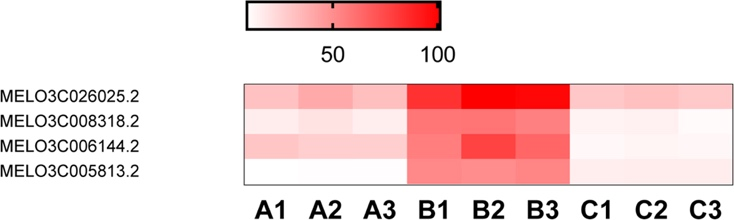 50 100
MELO3C026025.2
MELO3C008318.2
MELO3C006144.2
MELO3C005813.2
A1 A2 A3 B1 B2 B3 C1 C2 C3